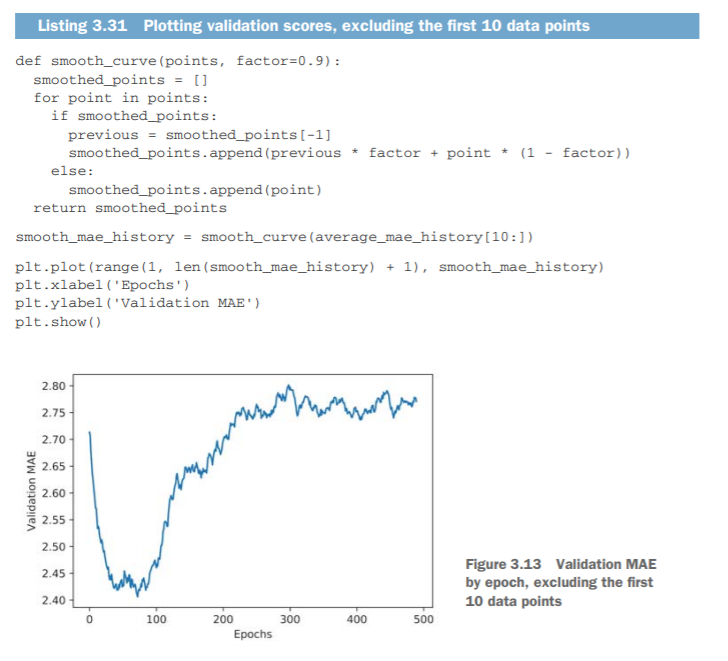 Listing 3.31 Plotting validation scores, excluding the first 10 data points
def smooth_curve(points, factor=0.9):
  smoothed_points = []
  for point in points:
    if smoothed_points:
      previous = smoothed_points[-1]
      smoothed_points.append(previous * factor + point * (1 - factor))
    else:
      smoothed_points.append(point)
  return smoothed_points
smooth_mae_history = smooth_curve(average_mae_history[10:])
plt.plot(range(1, len(smooth_mae_history) + 1), smooth_mae_history)
plt.xlabel('Epochs')
plt.ylabel('Validation MAE')
plt.show()
2.80
2.75
2.70
2.65
2.60
2.55
2.50
2.45
2.40
Validation MAE
0 100 200 300 400 500
Epochs
Figure 3.13 Validation MAE
by epoch, excluding the first
10 data points